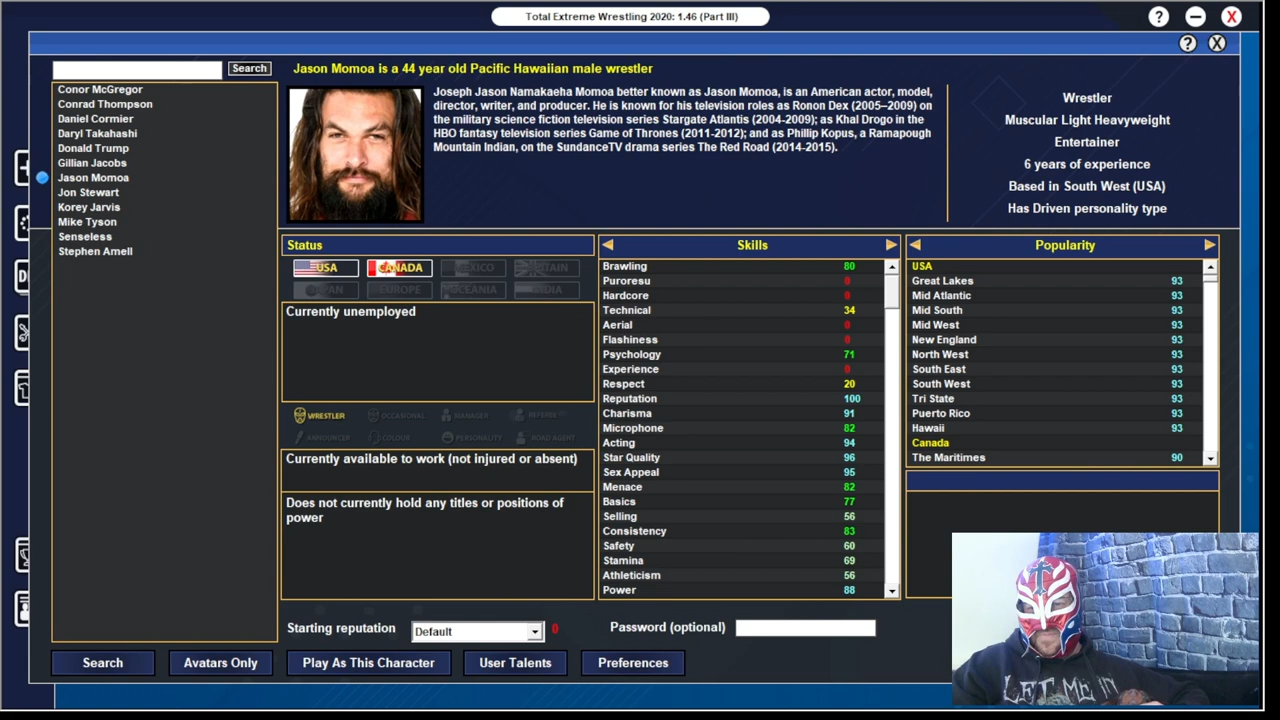 Total Extreme Wrestling 2020: 1.46 (Part III)
?
X
?
X
Search
Jason Momoa is a 44 year old Pacific Hawaiian male wrestler
Conor McGregor
Conrad Thompson
Daniel Cormier
Daryl Takahashi
Donald Trump
Gillian Jacobs
Jason Momoa
Jon Stewart
Korey Jarvis
Mike Tyson
Senseless
Stephen Amell
Joseph Jason Namakaeha Momoa better known as Jason Momoa, is an American actor, model,
director, writer, and producer. He is known for his television roles as Ronon Dex (2005–2009) on
the military science fiction television series Stargate Atlantis (2004-2009); as Khal Drogo in the
HBO fantasy television series Game of Thrones (2011-2012); and as Phillip Kopus, a Ramapough
Mountain Indian, on the SundanceTV drama series The Red Road (2014-2015).
Wrestler
Muscular Light Heavyweight
Entertainer
6 years of experience
Based in South West (USA)
Has Driven personality type
Status
USA CANADA MEXICO BRITAIN
EUROPE OCEANIA INDIA
Currently unemployed
WRESTLER OCCASIONAL MANAGER REFEREE
ANNOUNCER COLOUR PERSONALITY ROAD AGENT
Currently available to work (not injured or absent)
Does not currently hold any titles or positions of
power
Skills
Brawling 80
Puroresu 0
Hardcore 0
Technical 34
Aerial 0
Flashiness 0
Psychology 71
Experience 0
Respect 20
Reputation 100
Charisma 91
Microphone 82
Acting 94
Star Quality 96
Sex Appeal 95
Menace 82
Basics 77
Selling 56
Consistency 83
Safety 60
Stamina 69
Athleticism 56
Power 88
Popularity
USA
Great Lakes 93
Mid Atlantic 93
Mid South 93
Mid West 93
New England 93
North West 93
South East 93
South West 93
Tri State 93
Puerto Rico 93
Hawaii 93
Canada
The Maritimes 90
Starting reputation Default 0
Password (optional)
Search
Avatars Only
Play As This Character
User Talents
Preferences
LET ME IN